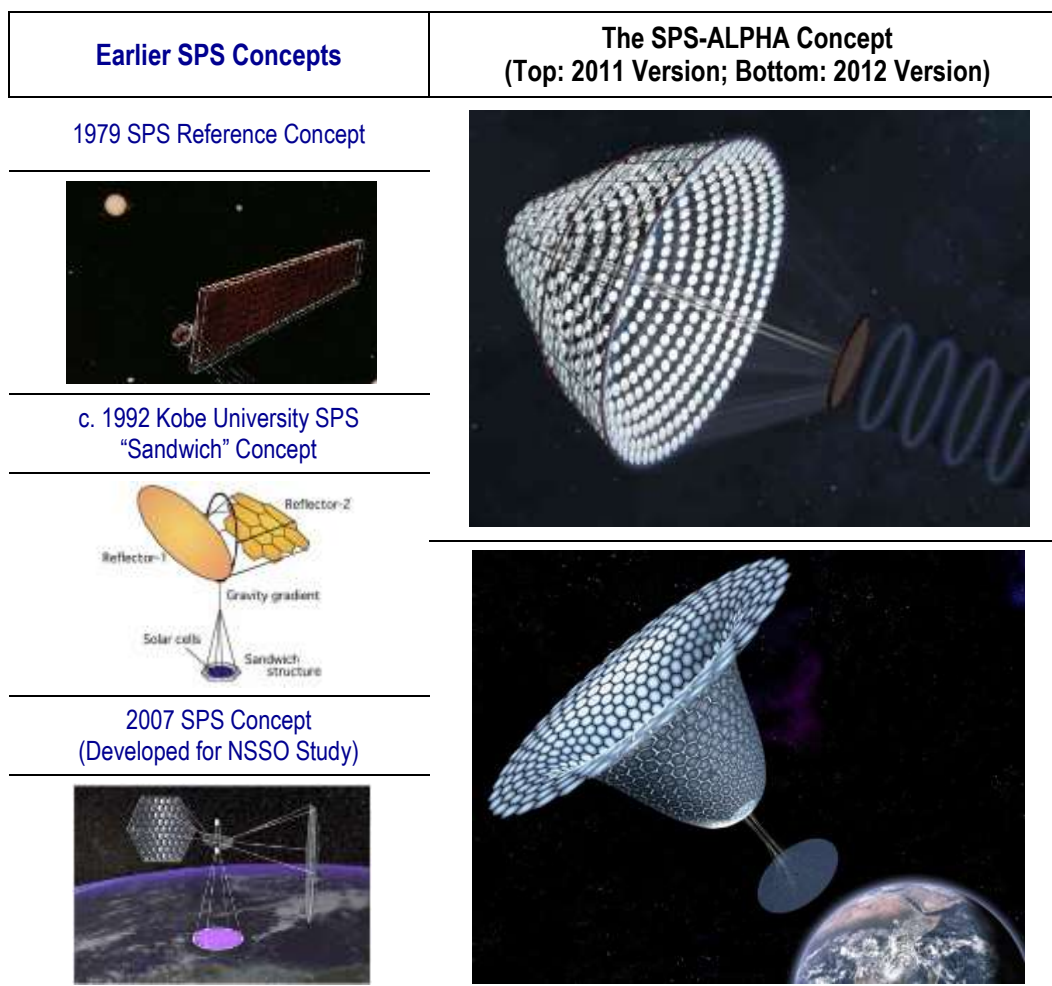 Earlier SPS Concepts
The SPS-ALPHA Concept
(Top: 2011 Version; Bottom: 2012 Version)
1979 SPS Reference Concept
c. 1992 Kobe University SPS
“Sandwich” Concept
Reflector-2
Reflector-1
Gravity gradient
Solar cells
Sandwich
structure
2007 SPS Concept
(Developed for NSSO Study)